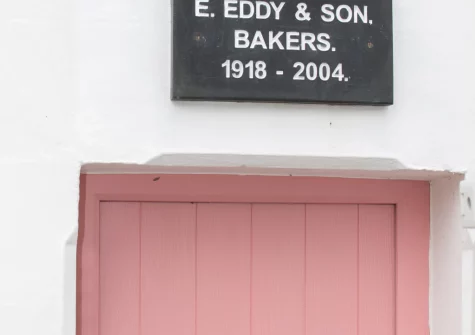 E. EDDY & SON,
BAKERS.
1918 - 2004.